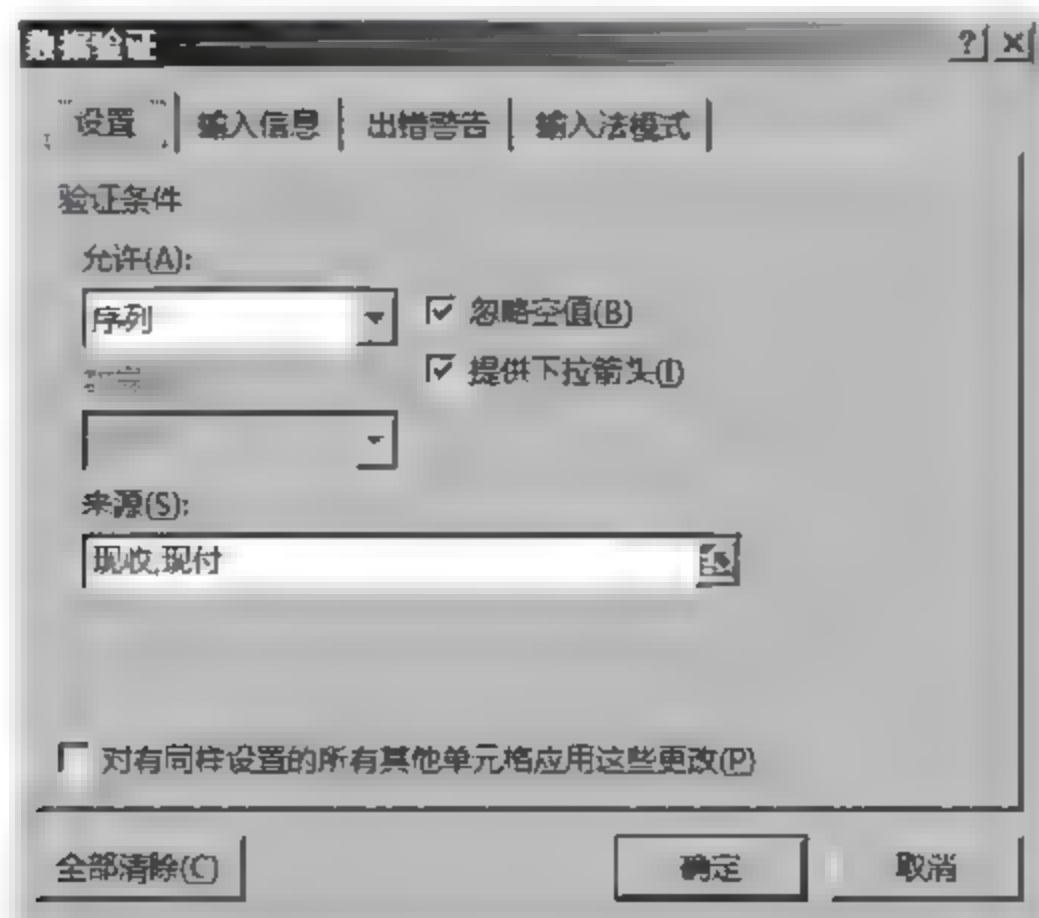 数据验证
设置 输入信息 出错警告 输入法模式
验证条件
允许(A):
序列
忽略空值(B)
提供下拉箭头(I)
来源(S):
现收,现付
对有同样设置的所有其他单元格应用这些更改(P)
全部清除(C) 确定 取消